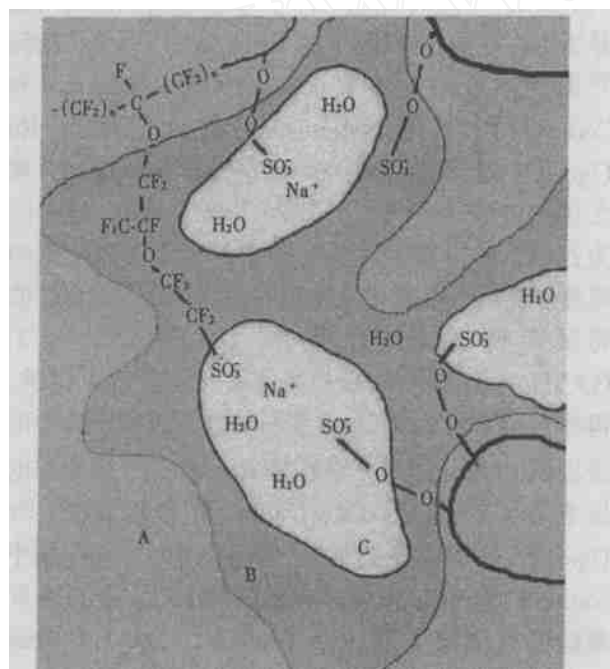 O
O
F
-(CF₂)ₓ
C
(CF₂)ₓ
O
O
O
H₂O
CF₂
SO₃⁻
Na⁺
SO₃⁻
F₃C-CF
H₂O
O
CF₂
CF₂
H₂O
H₂O
SO₃⁻
SO₃⁻
Na⁺
O
H₂O
SO₃⁻
O
O
O
H₂O
A
B
C